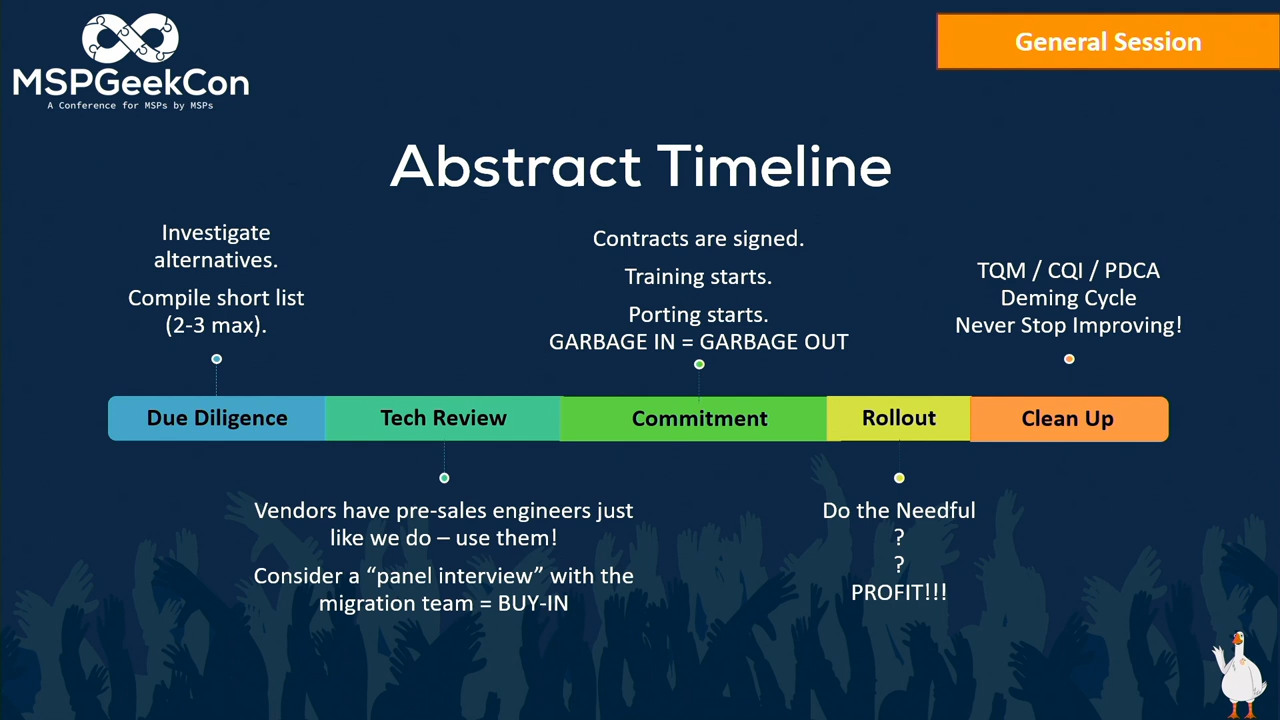 MSPGeekCon
A Conference for MSPs by MSPs
General Session
Abstract Timeline
Investigate
alternatives.
Compile short list
(2-3 max).
Contracts are signed.
Training starts.
Porting starts.
GARBAGE IN = GARBAGE OUT
TQM / CQI / PDCA
Deming Cycle
Never Stop Improving!
Due Diligence
Tech Review
Commitment
Rollout
Clean Up
Vendors have pre-sales engineers just
like we do – use them!
Consider a “panel interview” with the
migration team = BUY-IN
Do the Needful
?
?
PROFIT!!!